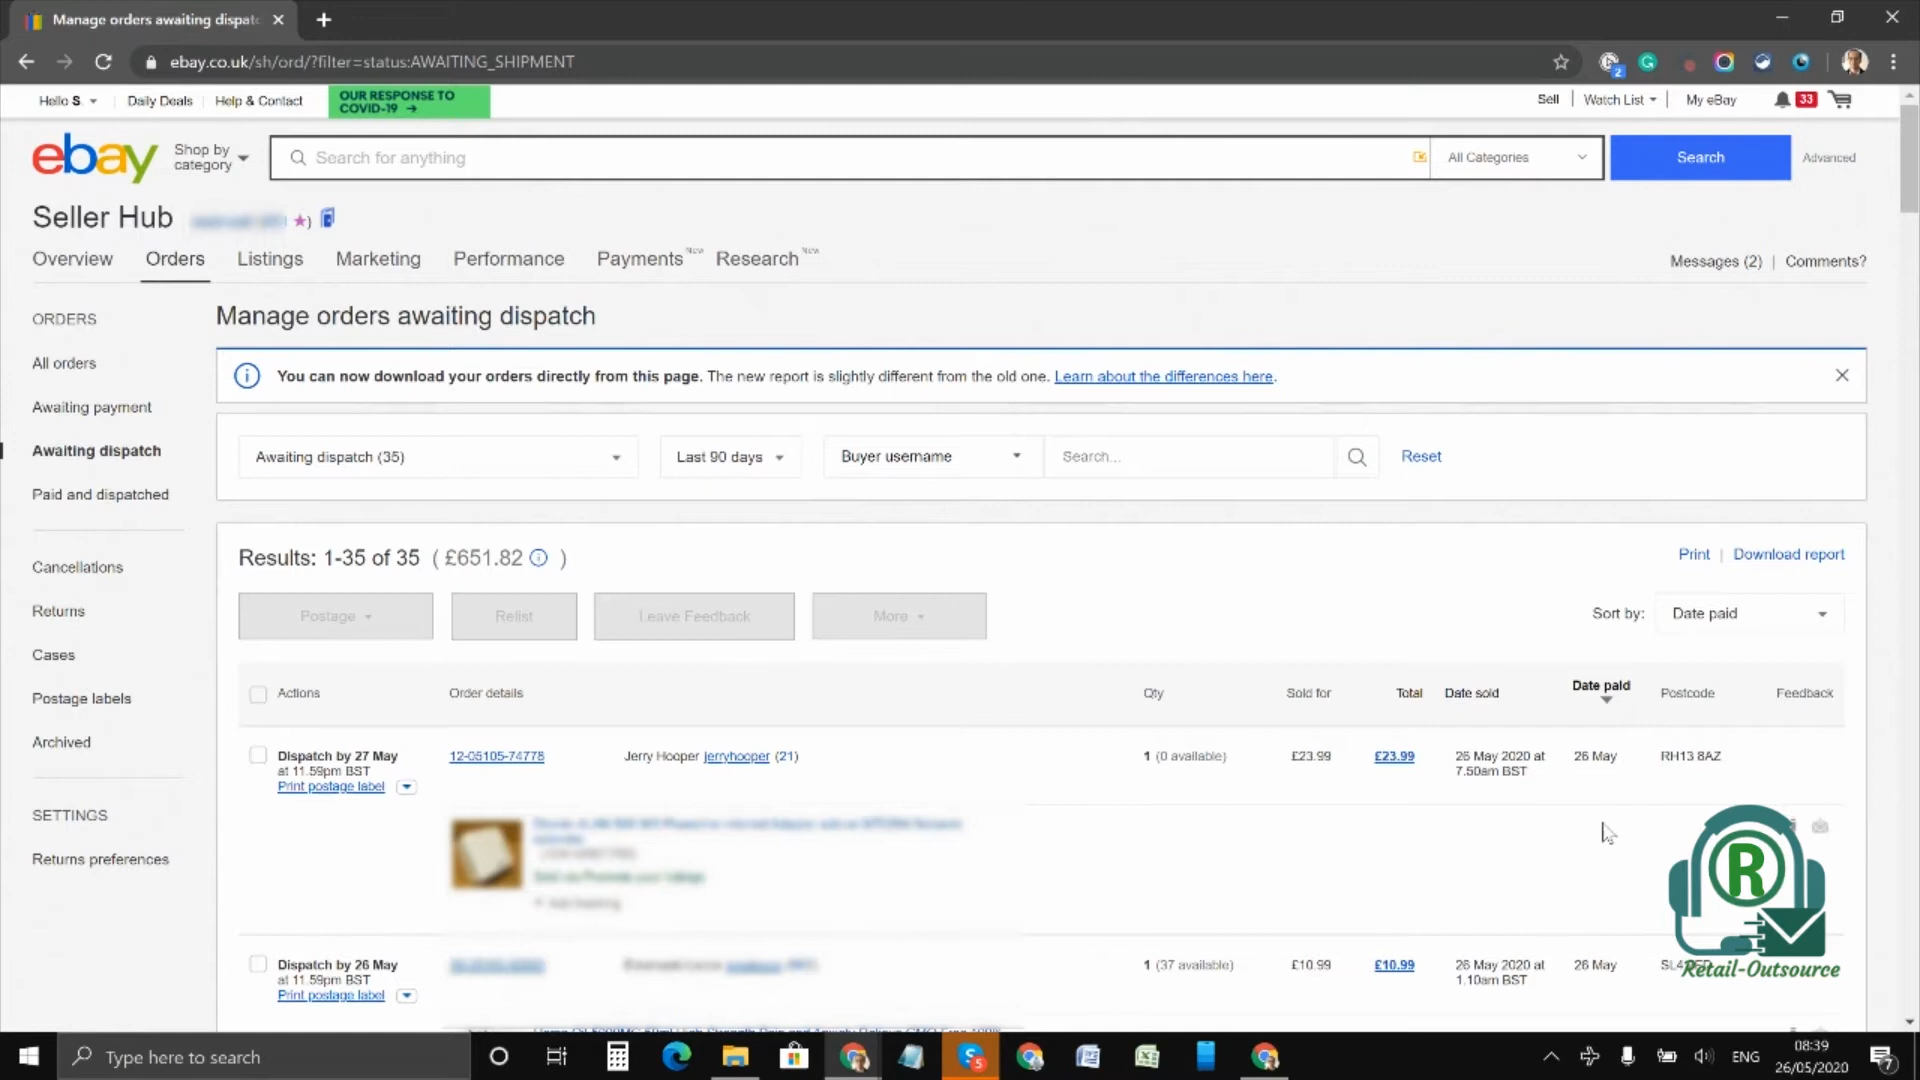 Manage orders awaiting dispatc
ebay.co.uk/sh/ord/?filter=status:AWAITING_SHIPMENT
2
Hello S
Daily Deals
Help & Contact
OUR RESPONSE TO
COVID-19 →
Sell
Watch List
My eBay
33
ebay
Shop by
category
Search for anything
All Categories
Search
Advanced
Seller Hub
Overview
Orders
Listings
Marketing
Performance
Payments New
Research New
Messages (2) | Comments?
ORDERS
All orders
Awaiting payment
Awaiting dispatch
Paid and dispatched
Cancellations
Returns
Cases
Postage labels
Archived
SETTINGS
Returns preferences
Manage orders awaiting dispatch
You can now download your orders directly from this page. The new report is slightly different from the old one. Learn about the differences here.
Awaiting dispatch (35)
Last 90 days
Buyer username
Search...
Reset
Results: 1-35 of 35 ( £651.82 )
Print | Download report
Postage
Relist
Leave Feedback
More
Sort by:
Date paid
Actions
Order details
Qty
Sold for
Total
Date sold
Date paid
Postcode
Feedback
Dispatch by 27 May
at 11.59pm BST
Print postage label
12-05105-74778
Jerry Hooper jerryhooper (21)
1 (0 available)
£23.99
£23.99
26 May 2020 at
7.50am BST
26 May
RH13 8AZ
Dispatch by 26 May
at 11.59pm BST
Print postage label
1 (37 available)
£10.99
£10.99
26 May 2020 at
1.10am BST
26 May
R
Retail-Outsource
Type here to search
ENG
08:39
26/05/2020
7